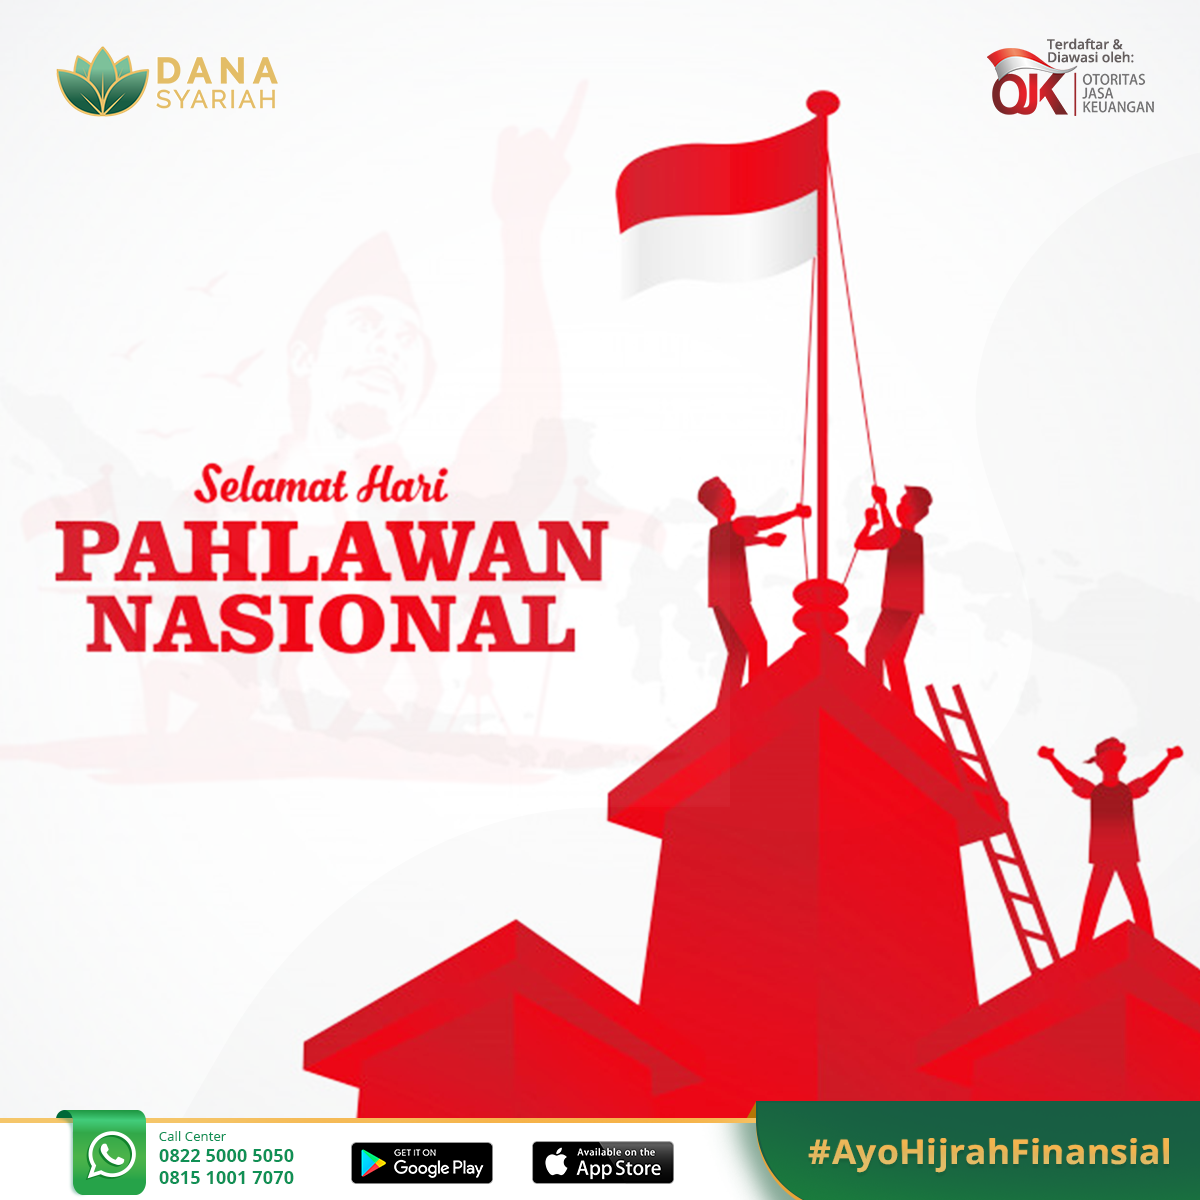 DANA
SYARIAH
Terdaftar &
Diawasi oleh:
OJK
OTORITAS
JASA
KEUANGAN
Selamat Hari
PAHLAWAN
NASIONAL
Call Center
0822 5000 5050
0815 1001 7070
GET IT ON
Google Play
Available on the
App Store
#AyoHijrahFinansial